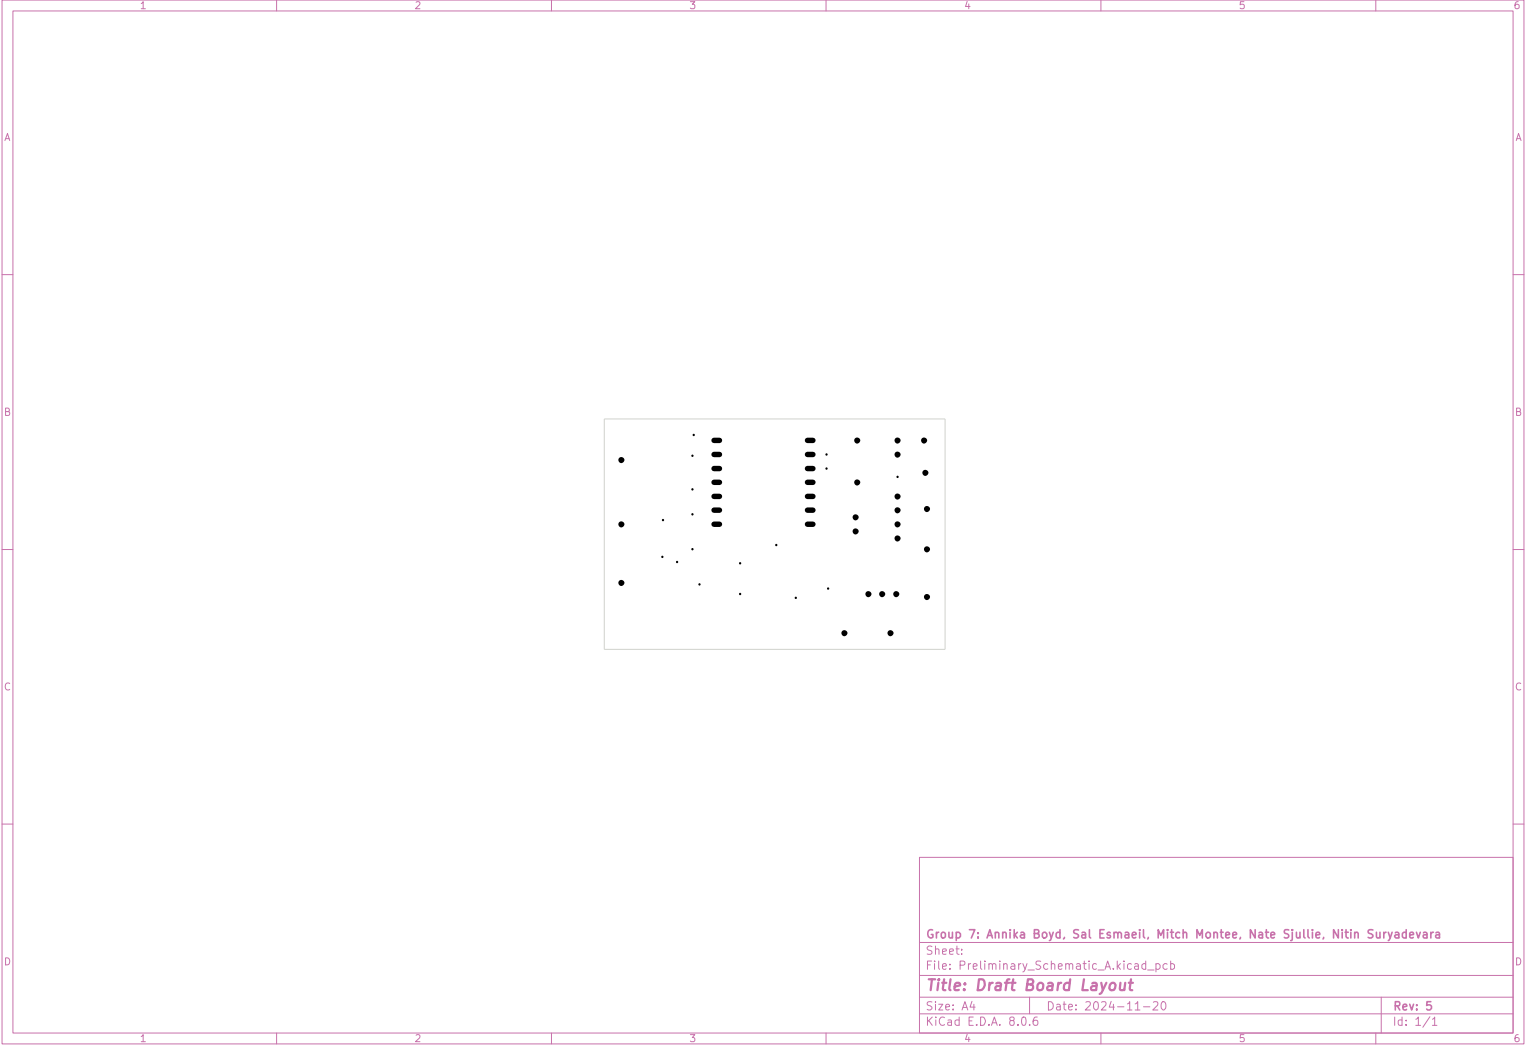 1 2 3 4 5 6
A A
B B
C C
Group 7: Annika Boyd, Sal Esmaeil, Mitch Montee, Nate Sjullie, Nitin Suryadevara
Sheet:
D D
File: Preliminary_Schematic_A.kicad_pcb
Title: Draft Board Layout
Size: A4 Date: 2024-11-20 Rev: 5
KiCad E.D.A. 8.0.6 Id: 1/1
1 2 3 4 5 6